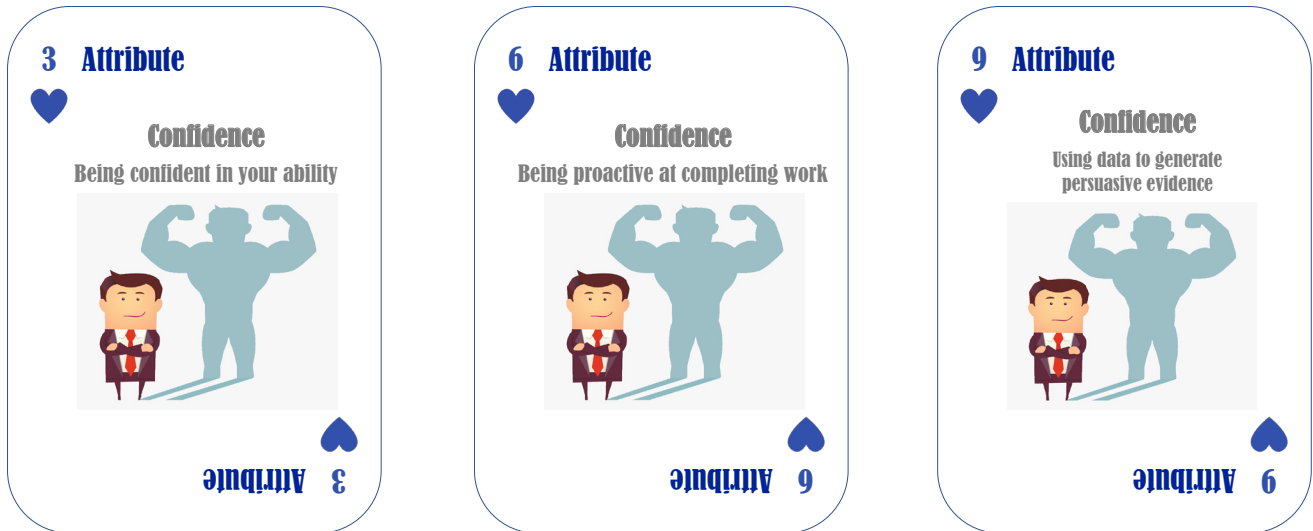 3 Attribute
Confidence
Being confident in your ability
Attribute 3
6 Attribute
Confidence
Being proactive at completing work
Attribute 6
9 Attribute
Confidence
Using data to generate
persuasive evidence
Attribute 9